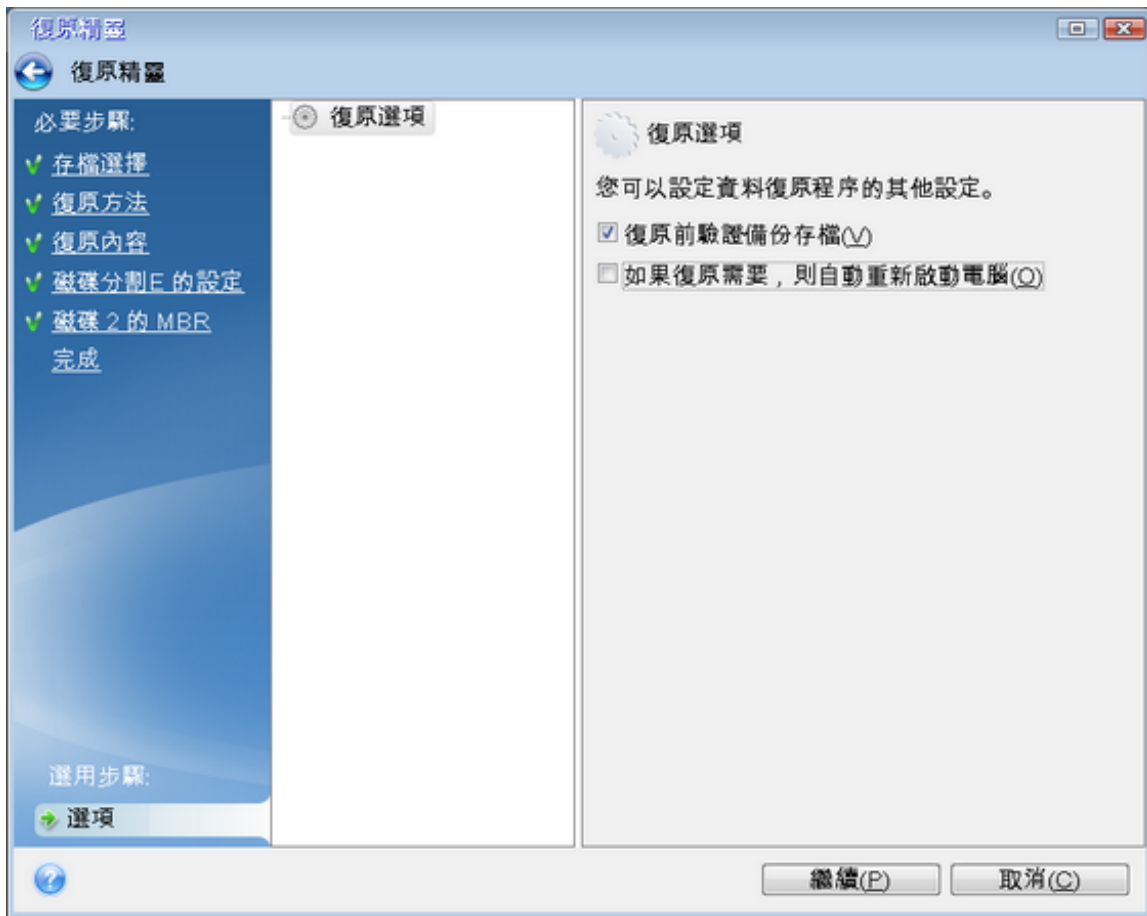 復原精靈
復原精靈
必要步驟:
存檔選擇
復原方法
復原內容
磁碟分割E 的設定
磁碟 2 的 MBR
完成
選用步驟:
選項
復原選項
復原選項
您可以設定資料復原程序的其他設定。
復原前驗證備份存檔(V)
如果復原需要，則自動重新啟動電腦(O)
繼續(P)
取消(C)